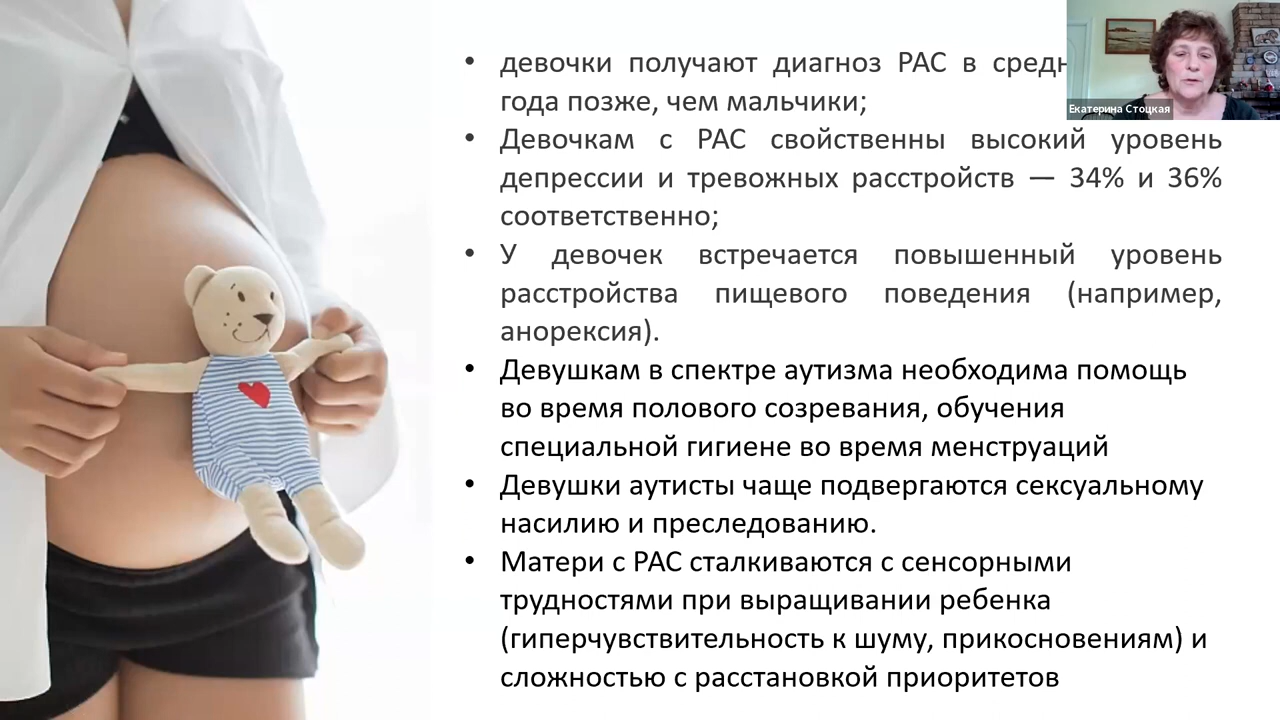 девочки получают диагноз РАС в
года позже, чем мальчики;
Девочкам с РАС свойственны высокий уровень
депрессии и тревожных расстройств — 34% и 36%
соответственно;
У девочек встречается повышенный уровень
расстройства пищевого поведения (например,
анорексия).
Девушкам в спектре аутизма необходима помощь
во время полового созревания, обучения
специальной гигиене во время менструаций
Девушки аутисты чаще подвергаются сексуальному
насилию и преследованию.
Матери с РАС сталкиваются с сенсорными
трудностями при выращивании ребенка
(гиперчувствительность к шуму, прикосновениям) и
сложностью с расстановкой приоритетов
Екатерина Стоцкая